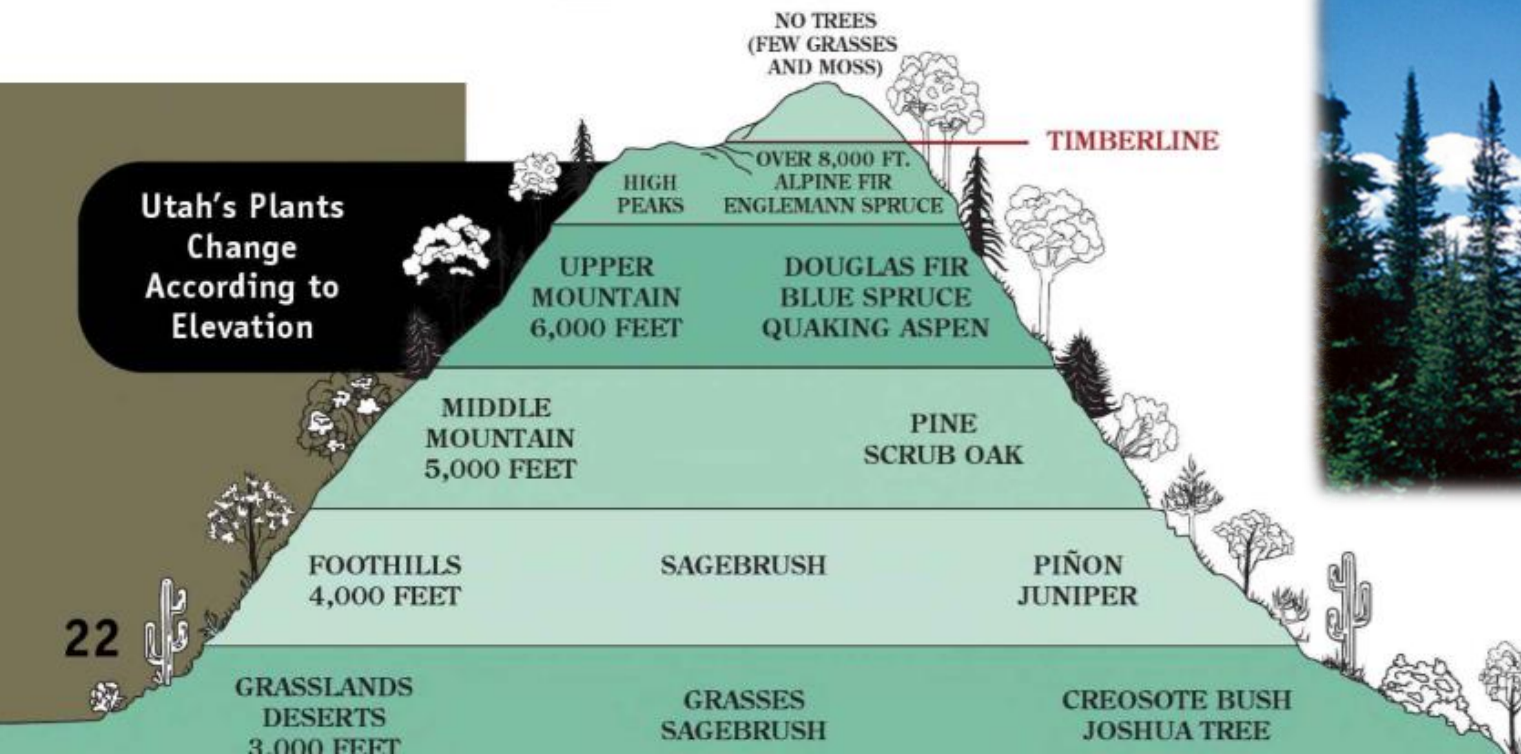 NO TREES
(FEW GRASSES
AND MOSS)
TIMBERLINE
Utah's Plants
Change
According to
Elevation
HIGH
PEAKS
OVER 8,000 FT.
ALPINE FIR
ENGLEMANN SPRUCE
UPPER
MOUNTAIN
6,000 FEET
DOUGLAS FIR
BLUE SPRUCE
QUAKING ASPEN
MIDDLE
MOUNTAIN
5,000 FEET
PINE
SCRUB OAK
FOOTHILLS
4,000 FEET
SAGEBRUSH
PIÑON
JUNIPER
22
GRASSLANDS
DESERTS
3,000 FEET
GRASSES
SAGEBRUSH
CREOSOTE BUSH
JOSHUA TREE